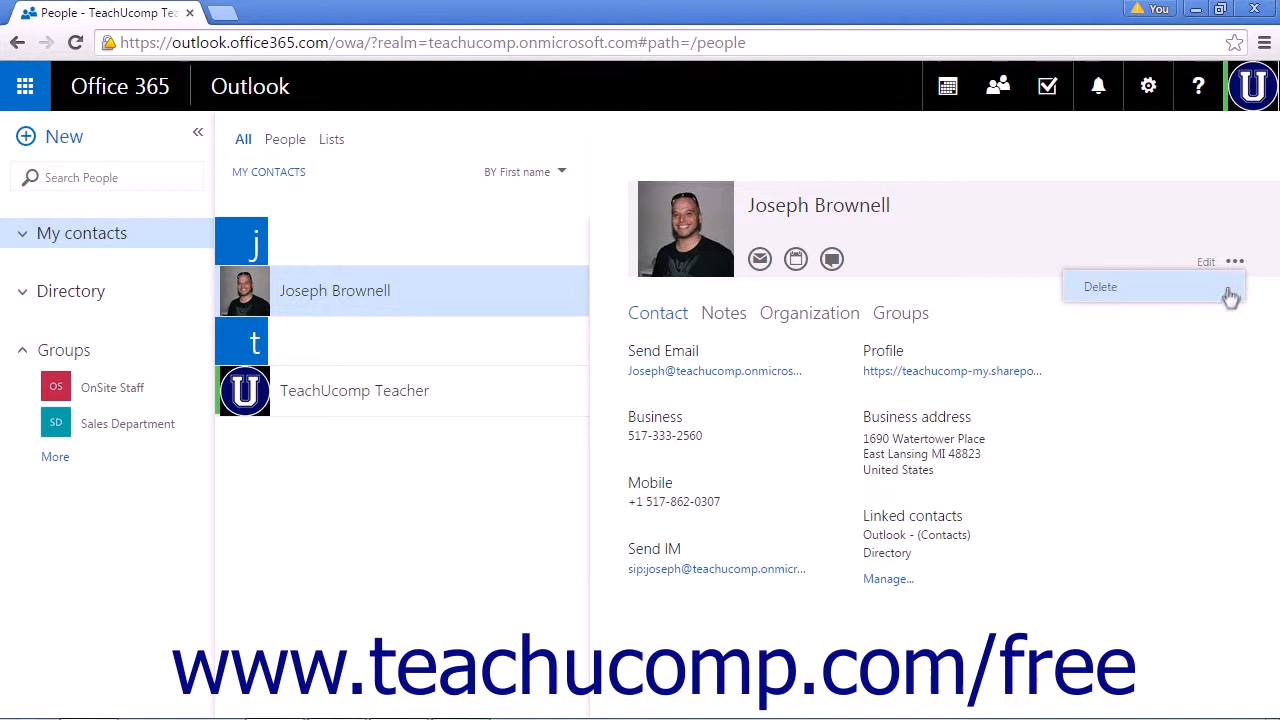 People - TeachUcomp Tea
You
https://outlook.office365.com/owa/?realm=teachucomp.onmicrosoft.com#path=/people
Office 365
Outlook
?
U
New
«
Search People
My contacts
Directory
Groups
OS
OnSite Staff
SD
Sales Department
More
All People Lists
MY CONTACTS
BY First name
j
Joseph Brownell
t
U
TeachUcomp Teacher
Joseph Brownell
Edit •••
Delete
Contact Notes Organization Groups
Send Email
Joseph@teachucomp.onmicros...
Business
517-333-2560
Mobile
+1 517-862-0307
Send IM
sip:joseph@teachucomp.onmicr...
Profile
https://teachucomp-my.sharepo...
Business address
1690 Watertower Place
East Lansing MI 48823
United States
Linked contacts
Outlook - (Contacts)
Directory
Manage...
www.teachucomp.com/free